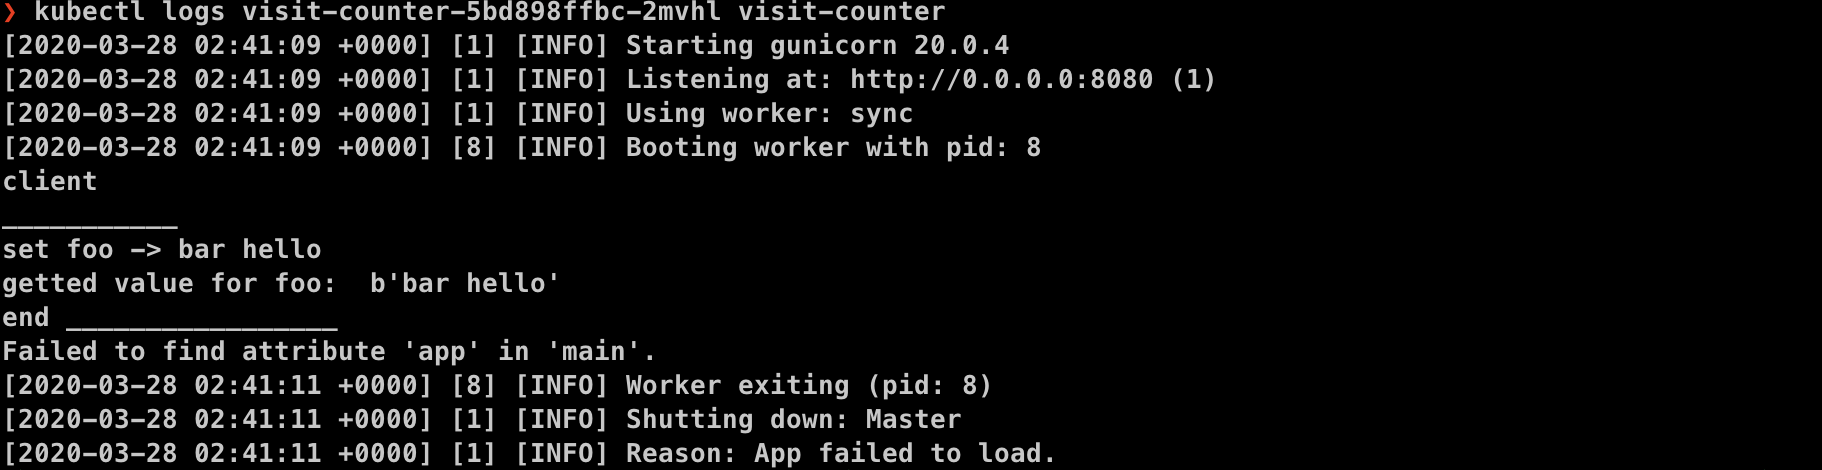 ❯ kubectl logs visit-counter-5bd898ffbc-2mvhl visit-counter
[2020-03-28 02:41:09 +0000] [1] [INFO] Starting gunicorn 20.0.4
[2020-03-28 02:41:09 +0000] [1] [INFO] Listening at: http://0.0.0.0:8080 (1)
[2020-03-28 02:41:09 +0000] [1] [INFO] Using worker: sync
[2020-03-28 02:41:09 +0000] [8] [INFO] Booting worker with pid: 8
client
___________
set foo -> bar hello
getted value for foo:  b'bar hello'
end _________________
Failed to find attribute 'app' in 'main'.
[2020-03-28 02:41:11 +0000] [8] [INFO] Worker exiting (pid: 8)
[2020-03-28 02:41:11 +0000] [1] [INFO] Shutting down: Master
[2020-03-28 02:41:11 +0000] [1] [INFO] Reason: App failed to load.